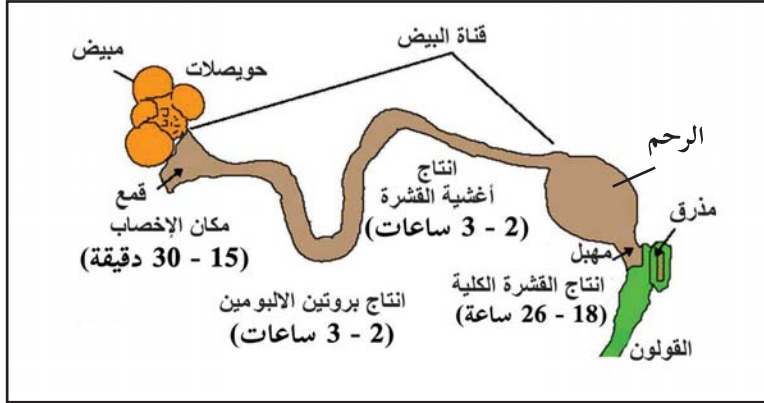 قناة البيض
مبيض
حويصلات
الرحم
قمع
مكان الإخصاب
(15 - 30 دقيقة)
انتاج
أغشية القشرة
(2 - 3 ساعات)
مذرق
مهبل
انتاج القشرة الكلية
(18 - 26 ساعة)
انتاج بروتين الالبومين
(2 - 3 ساعات)
القولون